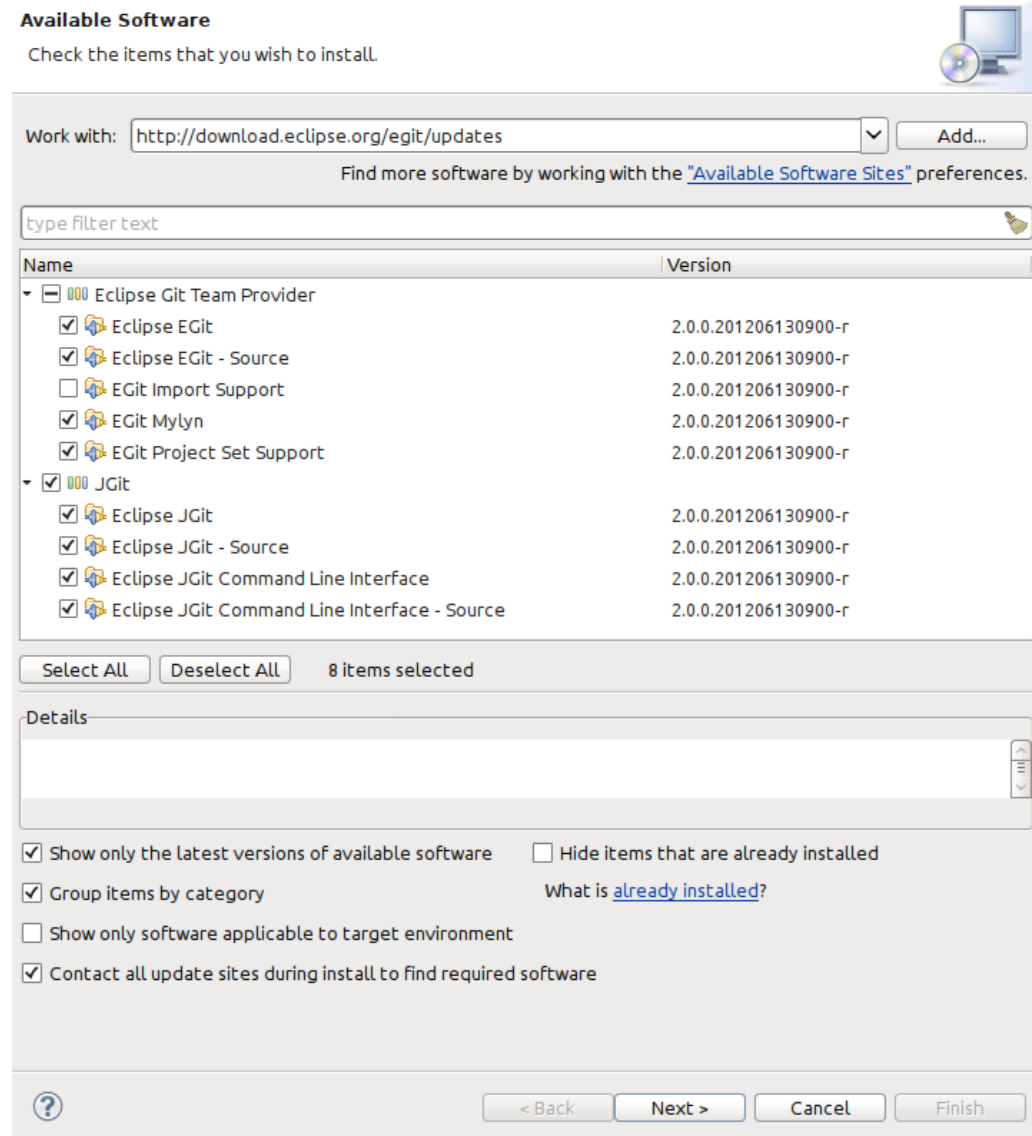 Available Software
Check the items that you wish to install.
Work with: http://download.eclipse.org/egit/updates Add...
Find more software by working with the "Available Software Sites" preferences.
type filter text
Name Version
Eclipse Git Team Provider
Eclipse EGit 2.0.0.201206130900-r
Eclipse EGit - Source 2.0.0.201206130900-r
EGit Import Support 2.0.0.201206130900-r
EGit Mylyn 2.0.0.201206130900-r
EGit Project Set Support 2.0.0.201206130900-r
JGit
Eclipse JGit 2.0.0.201206130900-r
Eclipse JGit - Source 2.0.0.201206130900-r
Eclipse JGit Command Line Interface 2.0.0.201206130900-r
Eclipse JGit Command Line Interface - Source 2.0.0.201206130900-r
Select All Deselect All 8 items selected
Details
Show only the latest versions of available software Hide items that are already installed
Group items by category What is already installed?
Show only software applicable to target environment
Contact all update sites during install to find required software
? < Back Next > Cancel Finish